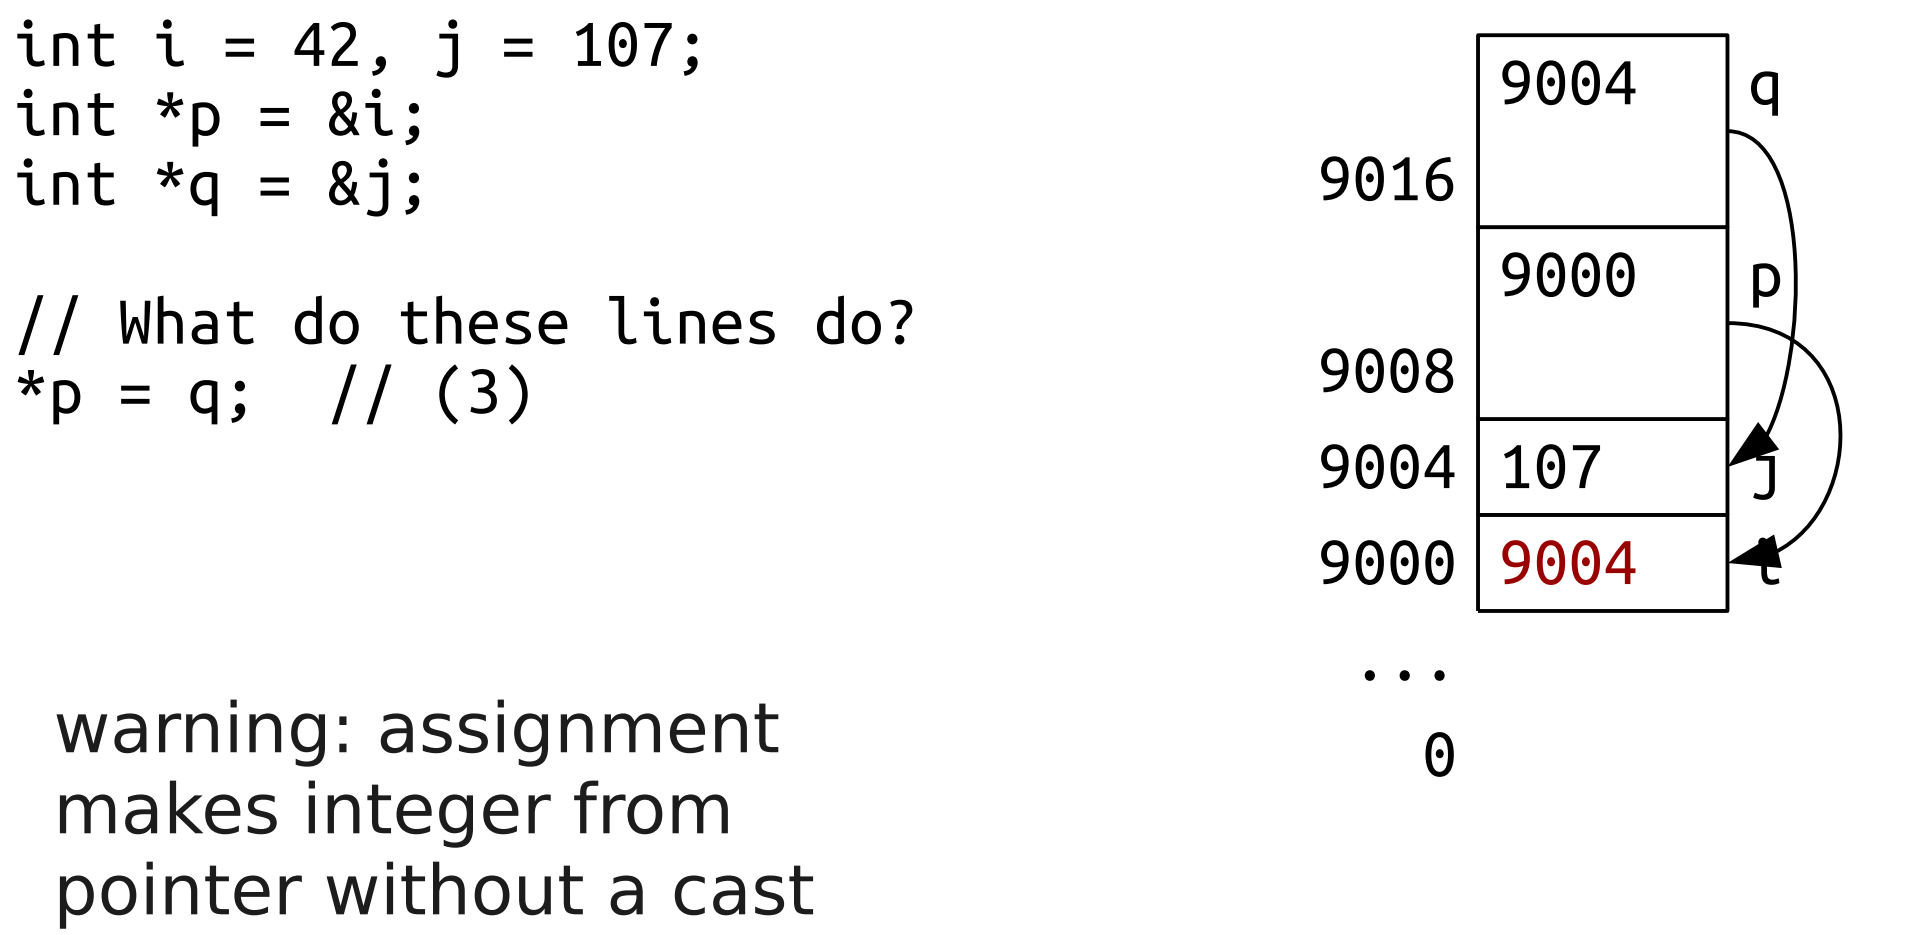 int i = 42, j = 107;
int *p = &i;
int *q = &j;
// What do these lines do?
*p = q;  // (3)
warning: assignment
makes integer from
pointer without a cast
9004 q
9016
9000 p
9008
9004 107 j
9000 9004 i
...
0